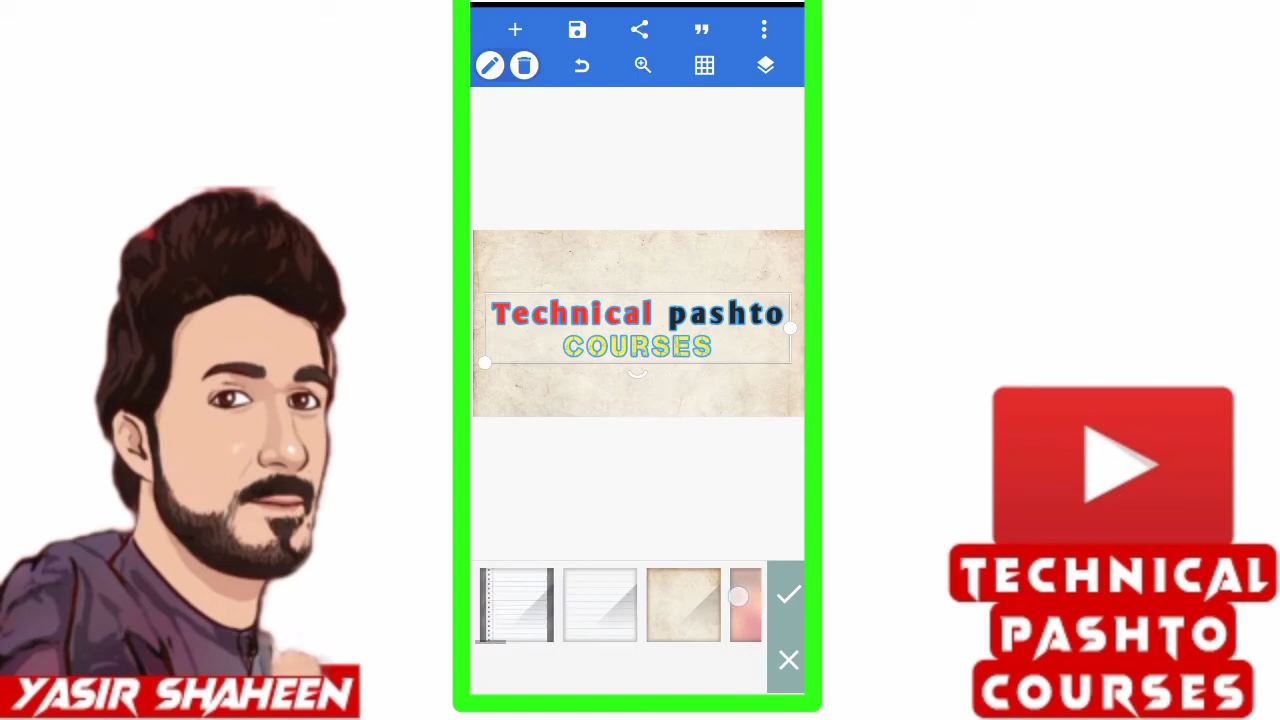 Technical pashto
COURSES
YASIR SHAHEEN
TECHNICAL
PASHTO
COURSES